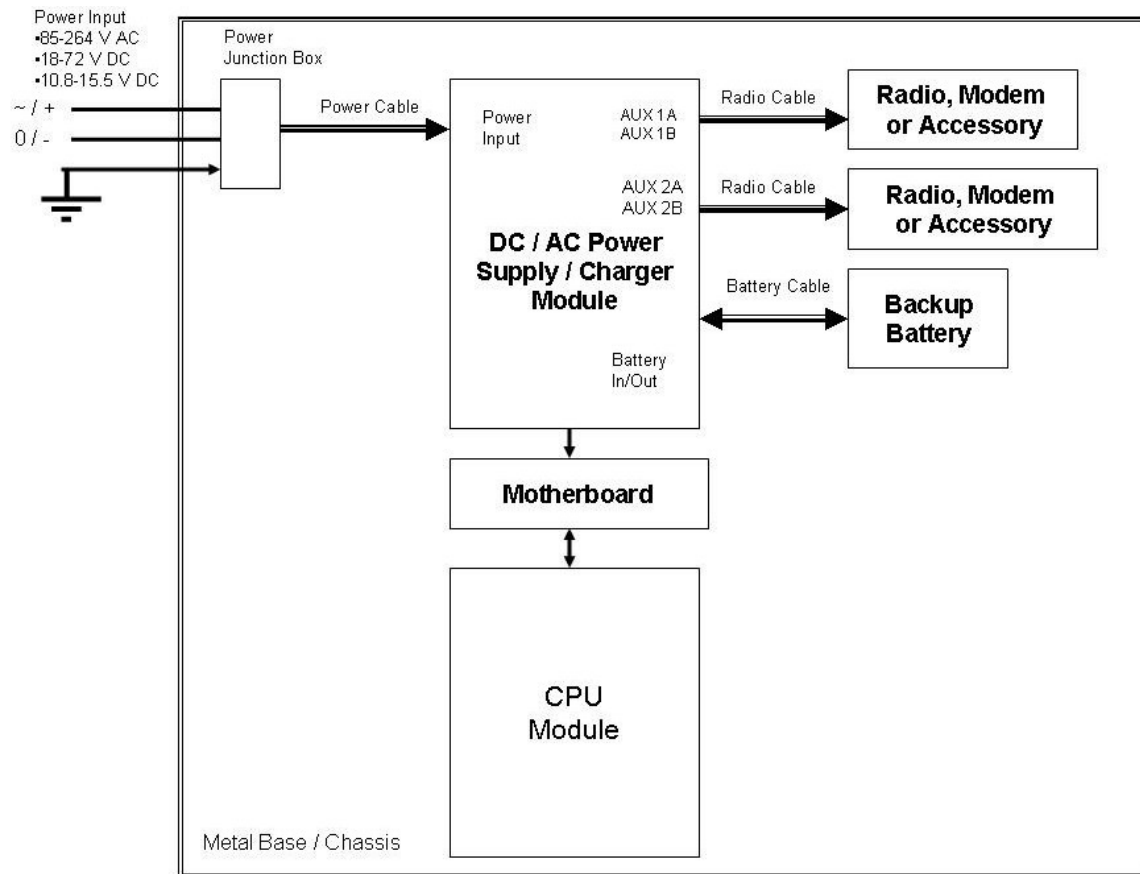 Power Input
•85-264 V AC
•18-72 V DC
•10.8-15.5 V DC
~ / +
0 / -
Power
Junction Box
Power Cable
Power
Input
AUX 1A
AUX 1B
AUX 2A
AUX 2B
DC / AC Power
Supply / Charger
Module
Battery
In/Out
Radio Cable
Radio, Modem
or Accessory
Radio Cable
Radio, Modem
or Accessory
Battery Cable
Backup
Battery
Motherboard
CPU
Module
Metal Base / Chassis